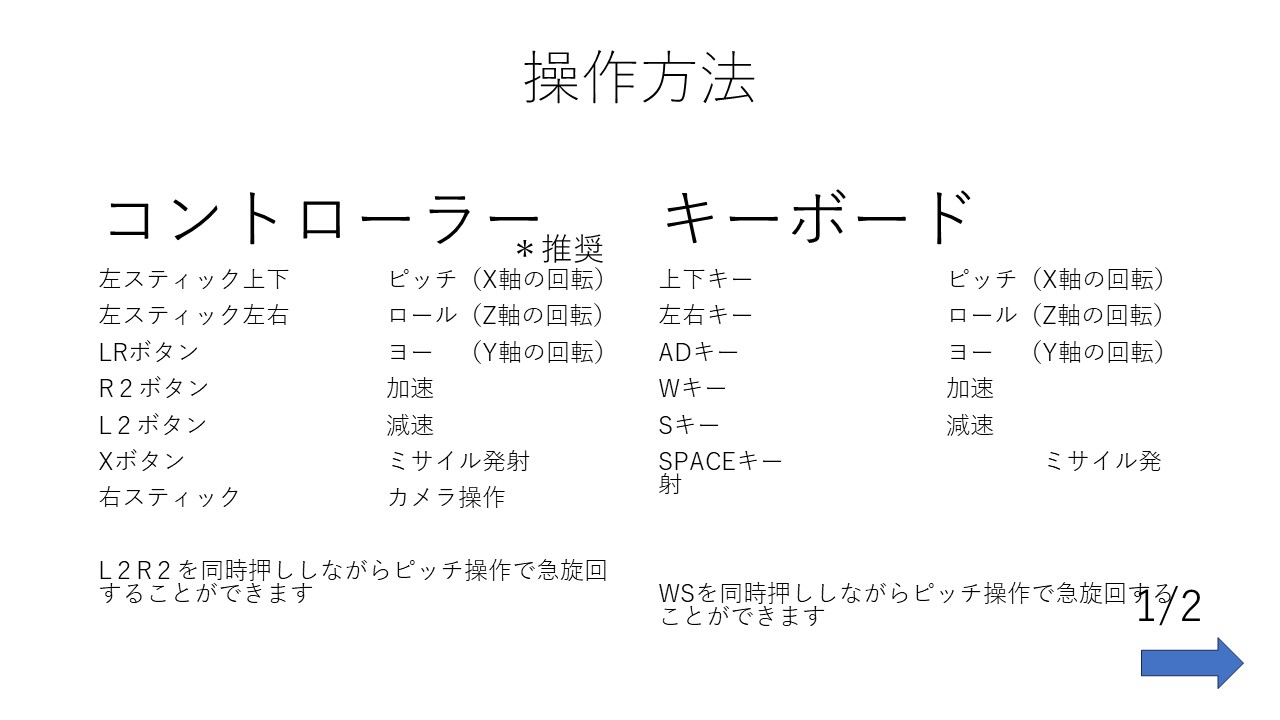 操作方法
コントローラー
＊推奨
左スティック上下 ピッチ（X軸の回転）
左スティック左右 ロール（Z軸の回転）
LRボタン ヨー （Y軸の回転）
R２ボタン 加速
L２ボタン 減速
Xボタン ミサイル発射
右スティック カメラ操作
L２R２を同時押ししながらピッチ操作で急旋回
することができます
キーボード
上下キー ピッチ（X軸の回転）
左右キー ロール（Z軸の回転）
ADキー ヨー （Y軸の回転）
Wキー 加速
Sキー 減速
SPACEキー ミサイル発
射
WSを同時押ししながらピッチ操作で急旋回する
ことができます
1/2